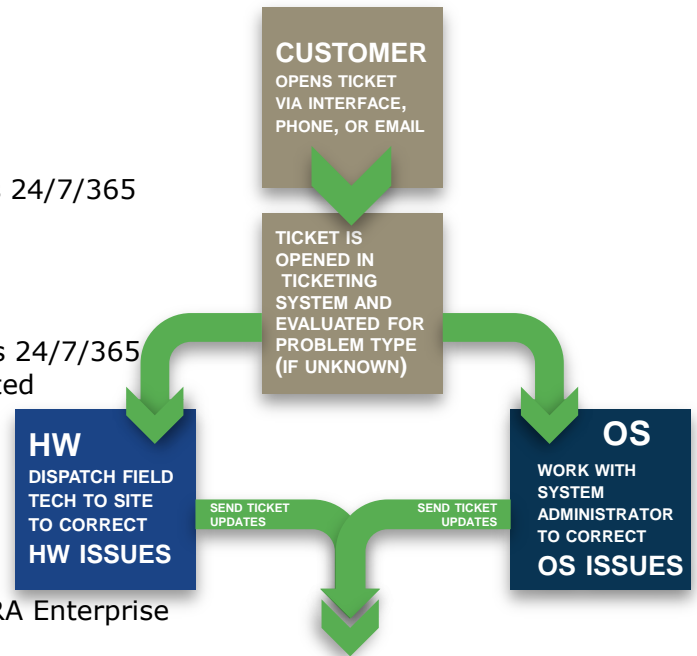 CUSTOMER
OPENS TICKET
VIA INTERFACE,
PHONE, OR EMAIL
24/7/365
TICKET IS
OPENED IN
TICKETING
SYSTEM AND
EVALUATED FOR
PROBLEM TYPE
(IF UNKNOWN)
s 24/7/365
ted
HW
DISPATCH FIELD
TECH TO SITE
TO CORRECT
HW ISSUES
SEND TICKET
UPDATES
SEND TICKET
UPDATES
OS
WORK WITH
SYSTEM
ADMINISTRATOR
TO CORRECT
OS ISSUES
RA Enterprise